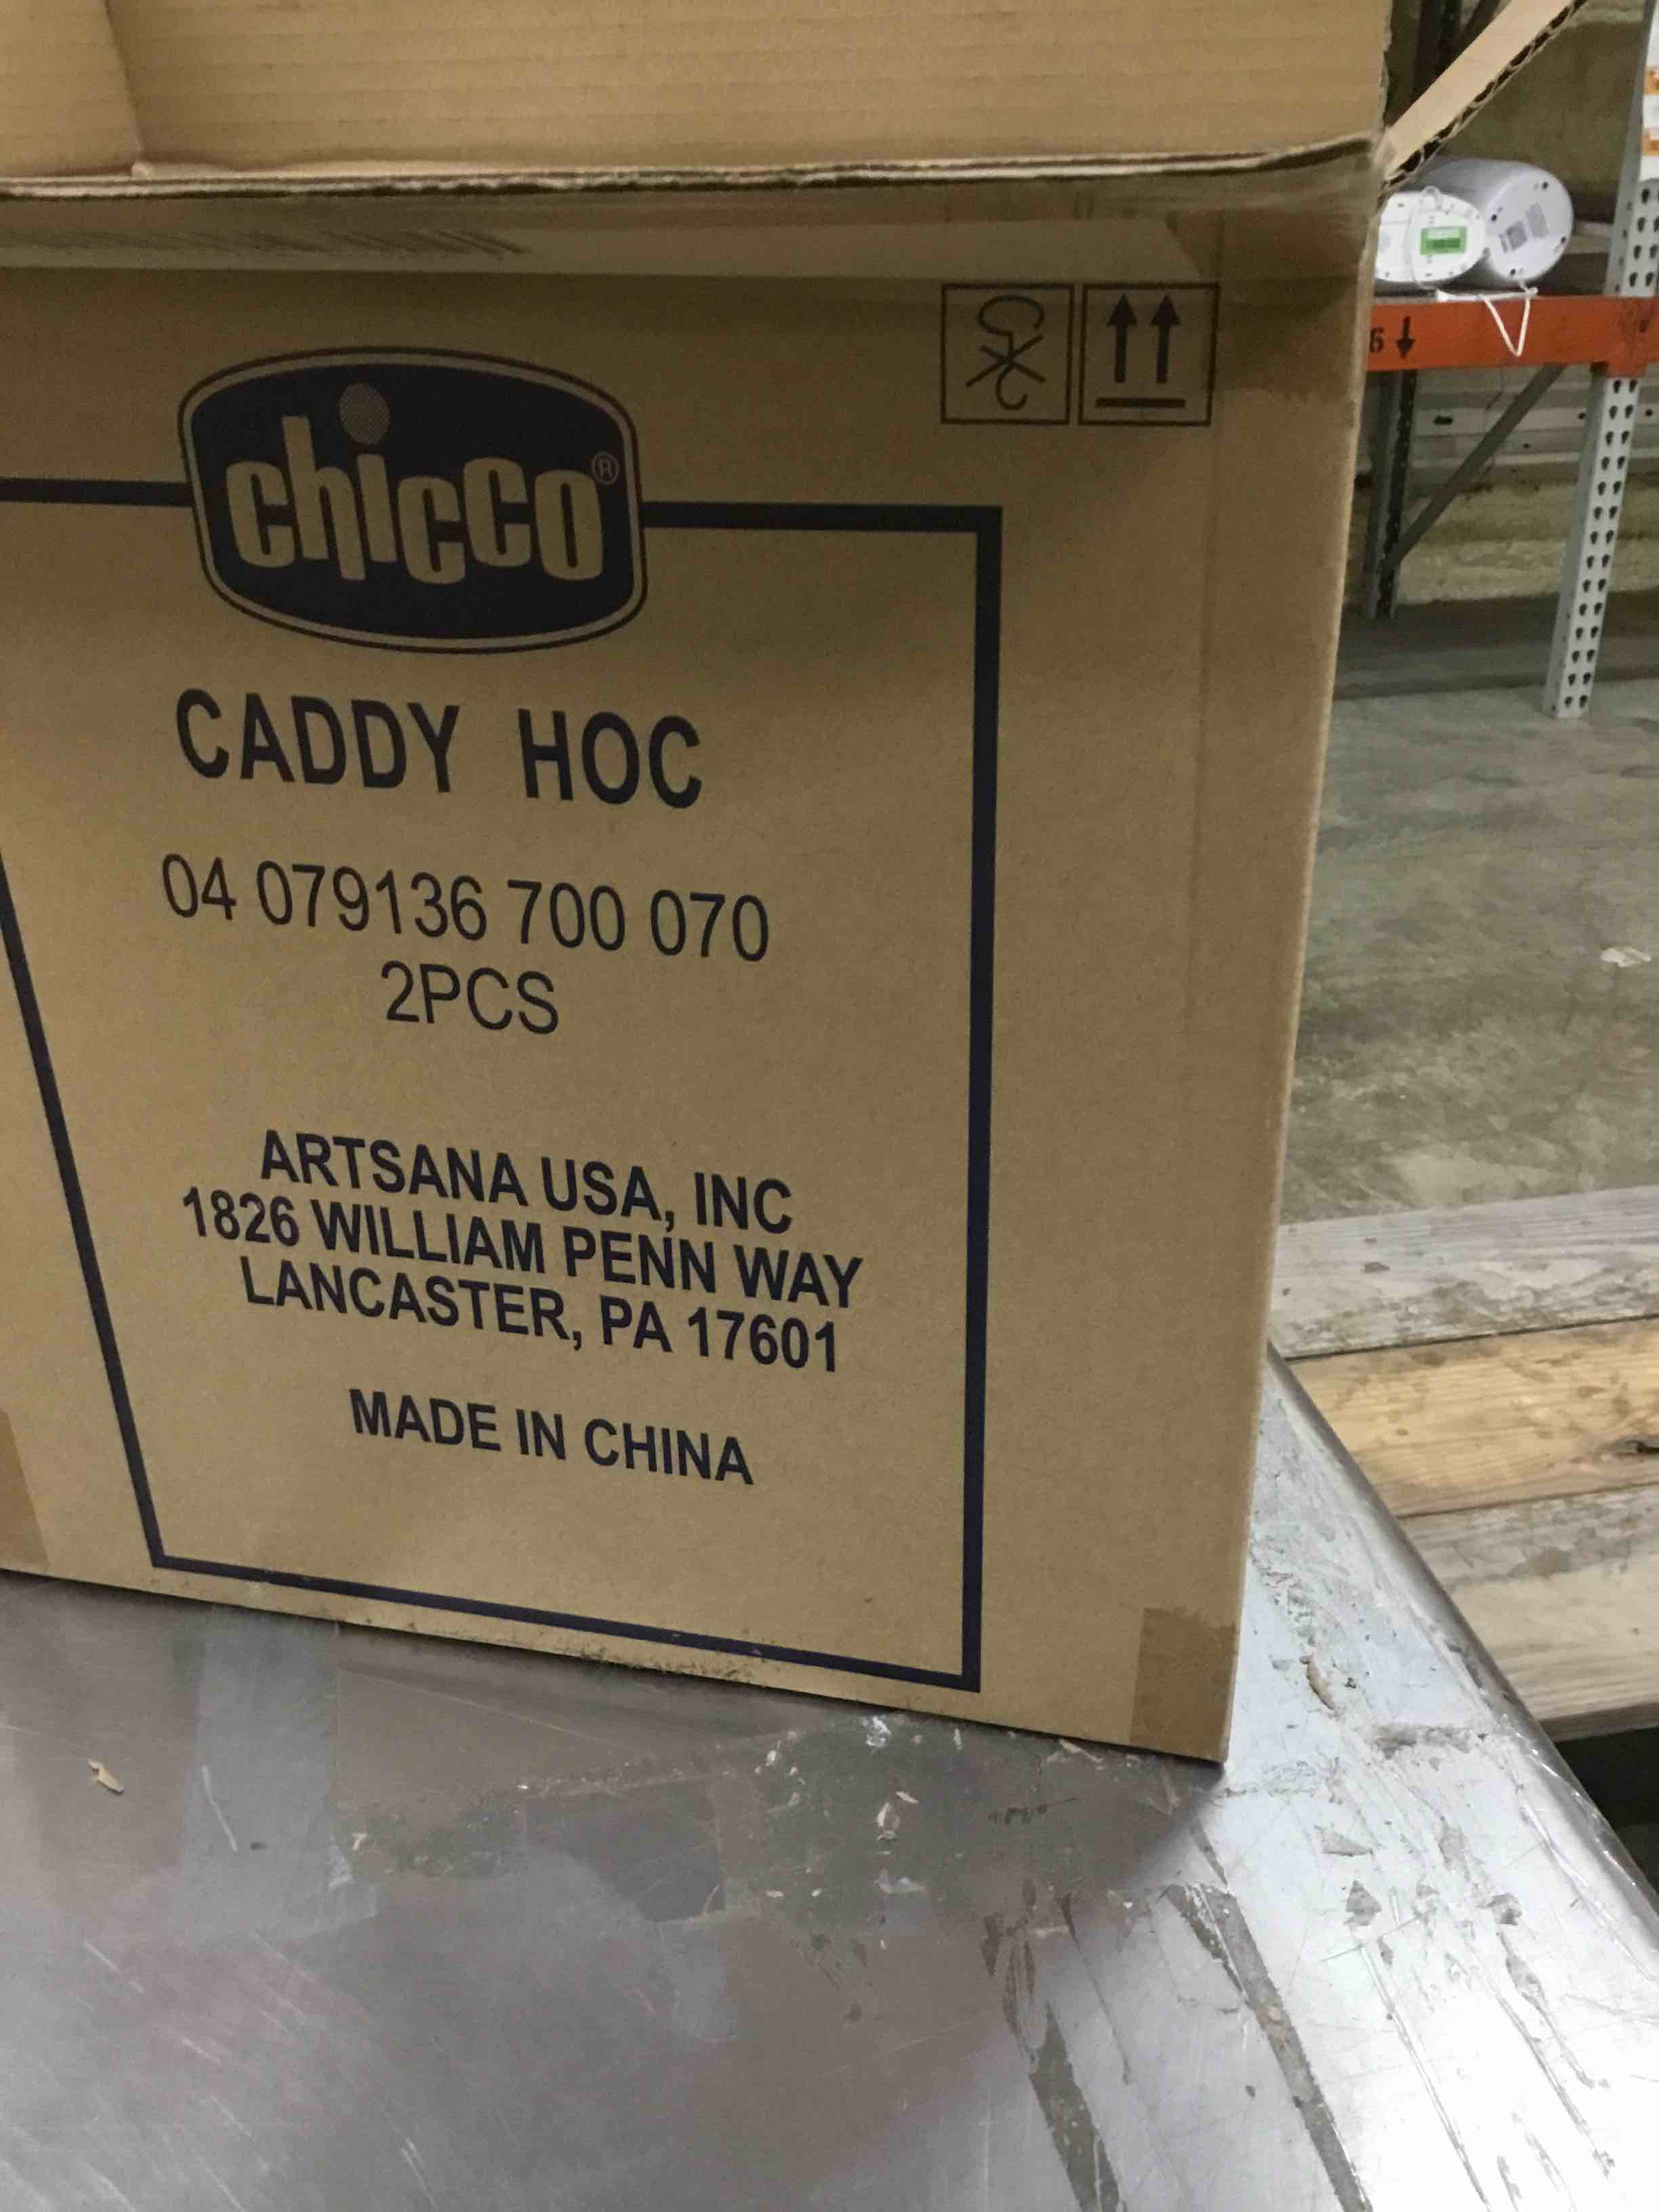 chicco®
CADDY HOC
04 079136 700 070
2PCS
ARTSANA USA, INC
1826 WILLIAM PENN WAY
LANCASTER, PA 17601
MADE IN CHINA
6